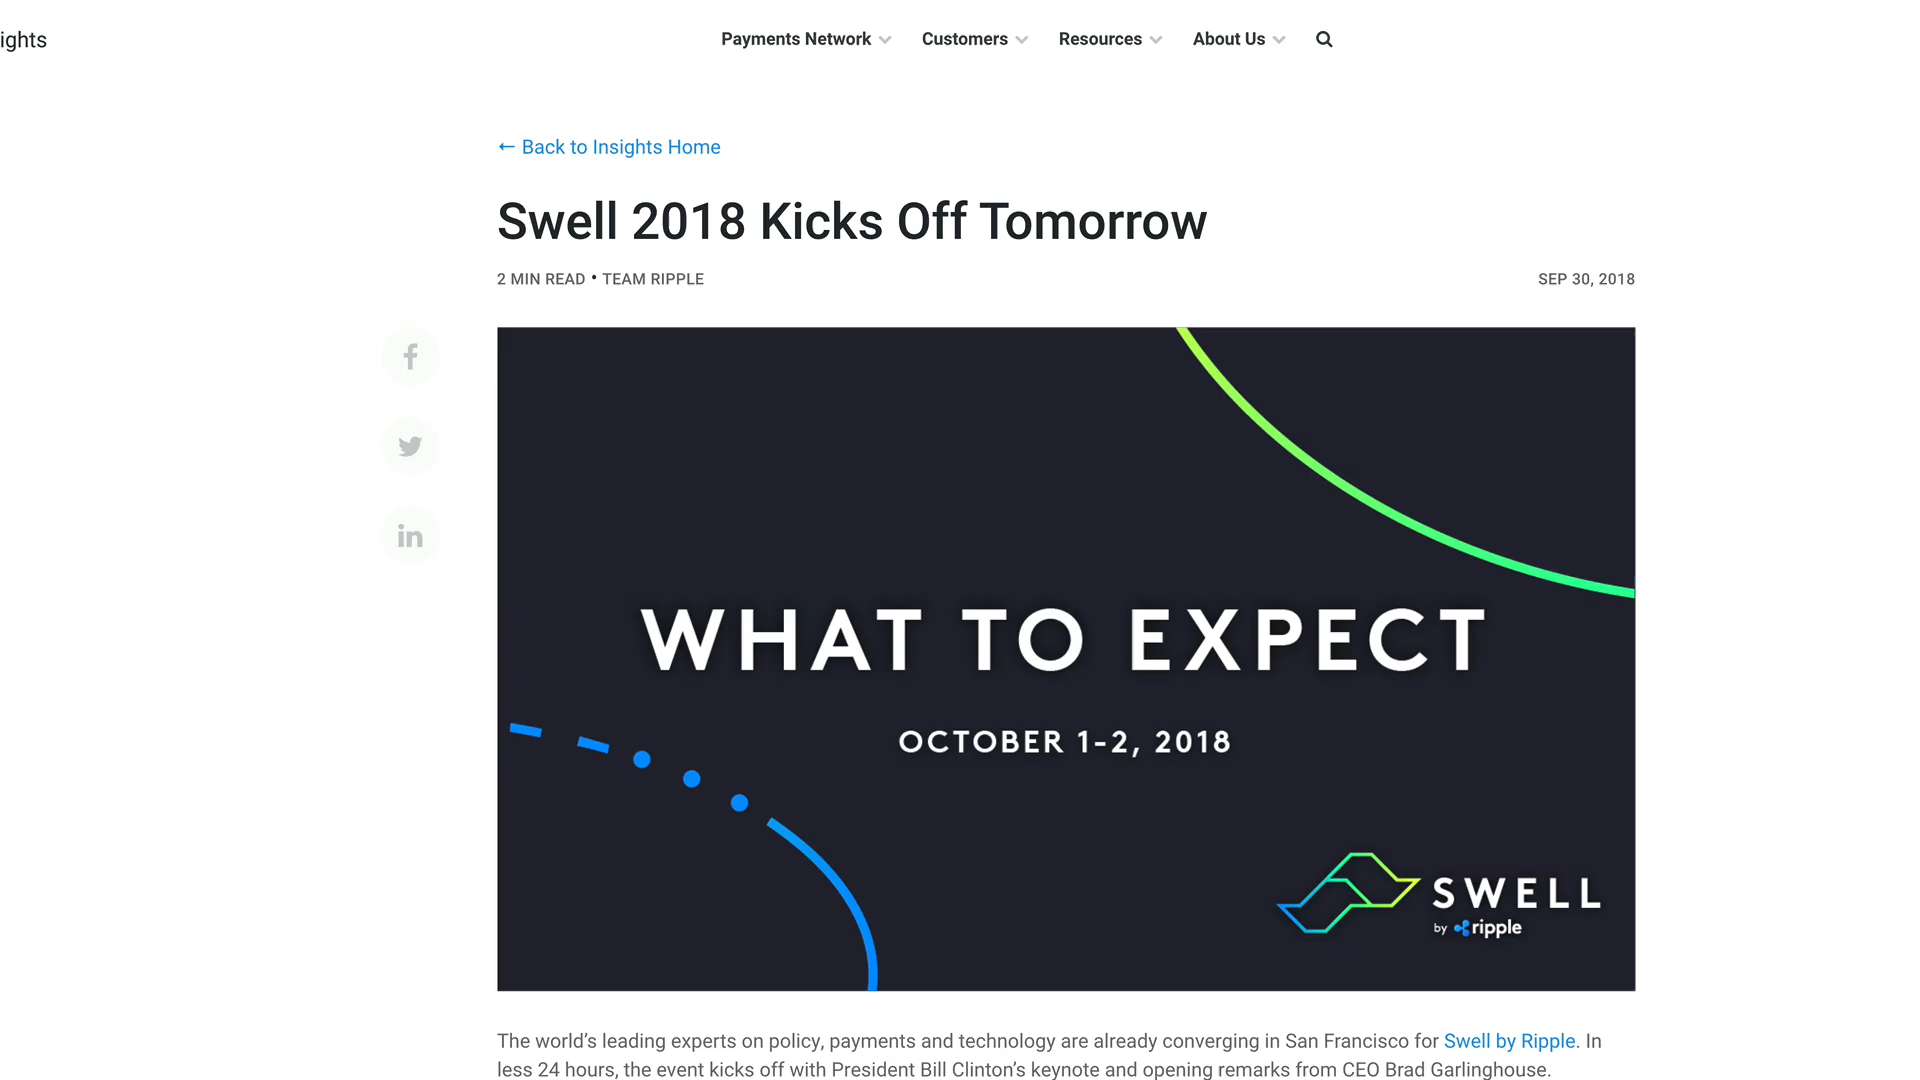 ights
Payments Network Customers Resources About Us
← Back to Insights Home
Swell 2018 Kicks Off Tomorrow
2 MIN READ • TEAM RIPPLE
SEP 30, 2018
WHAT TO EXPECT
OCTOBER 1-2, 2018
SWELL
by ripple
The world’s leading experts on policy, payments and technology are already converging in San Francisco for Swell by Ripple. In
less 24 hours, the event kicks off with President Bill Clinton’s keynote and opening remarks from CEO Brad Garlinghouse.